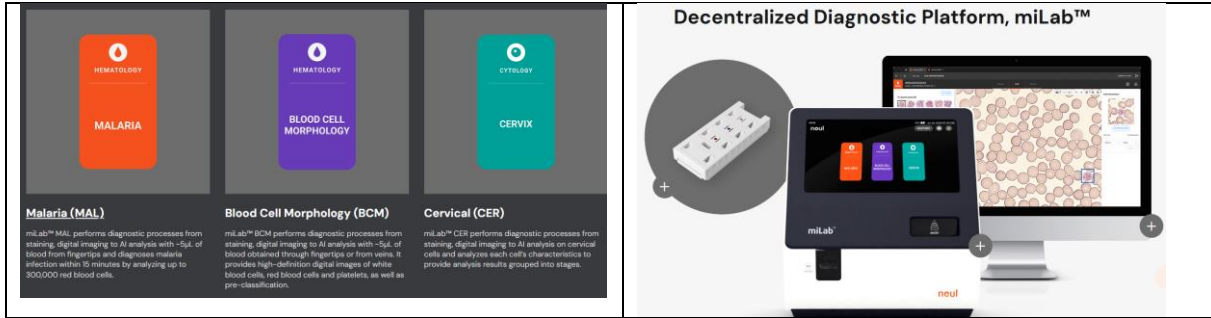 HEMATOLOGY
MALARIA
HEMATOLOGY
BLOOD CELL
MORPHOLOGY
CYTOLOGY
CERVIX
Malaria (MAL)
miLab™ MAL performs diagnostic processes from
staining, digital imaging to AI analysis with ~5μL of
blood from fingertips and diagnoses malaria
infection within 15 minutes by analyzing up to
300,000 red blood cells.
Blood Cell Morphology (BCM)
miLab™ BCM performs diagnostic processes from
staining, digital imaging to AI analysis with ~5μL of
blood obtained through fingertips or from veins. It
provides high-definition digital images of white
blood cells, red blood cells and platelets, as well as
pre-classification.
Cervical (CER)
miLab™ CER performs diagnostic processes from
staining, digital imaging to AI analysis on cervical
cells and analyzes each cell's characteristics to
provide analysis results grouped into stages.
Decentralized Diagnostic Platform, miLab™
noul
MALARIA
BLOOD CELL
MORPHOLOGY
CERVIX
miLab™
noul